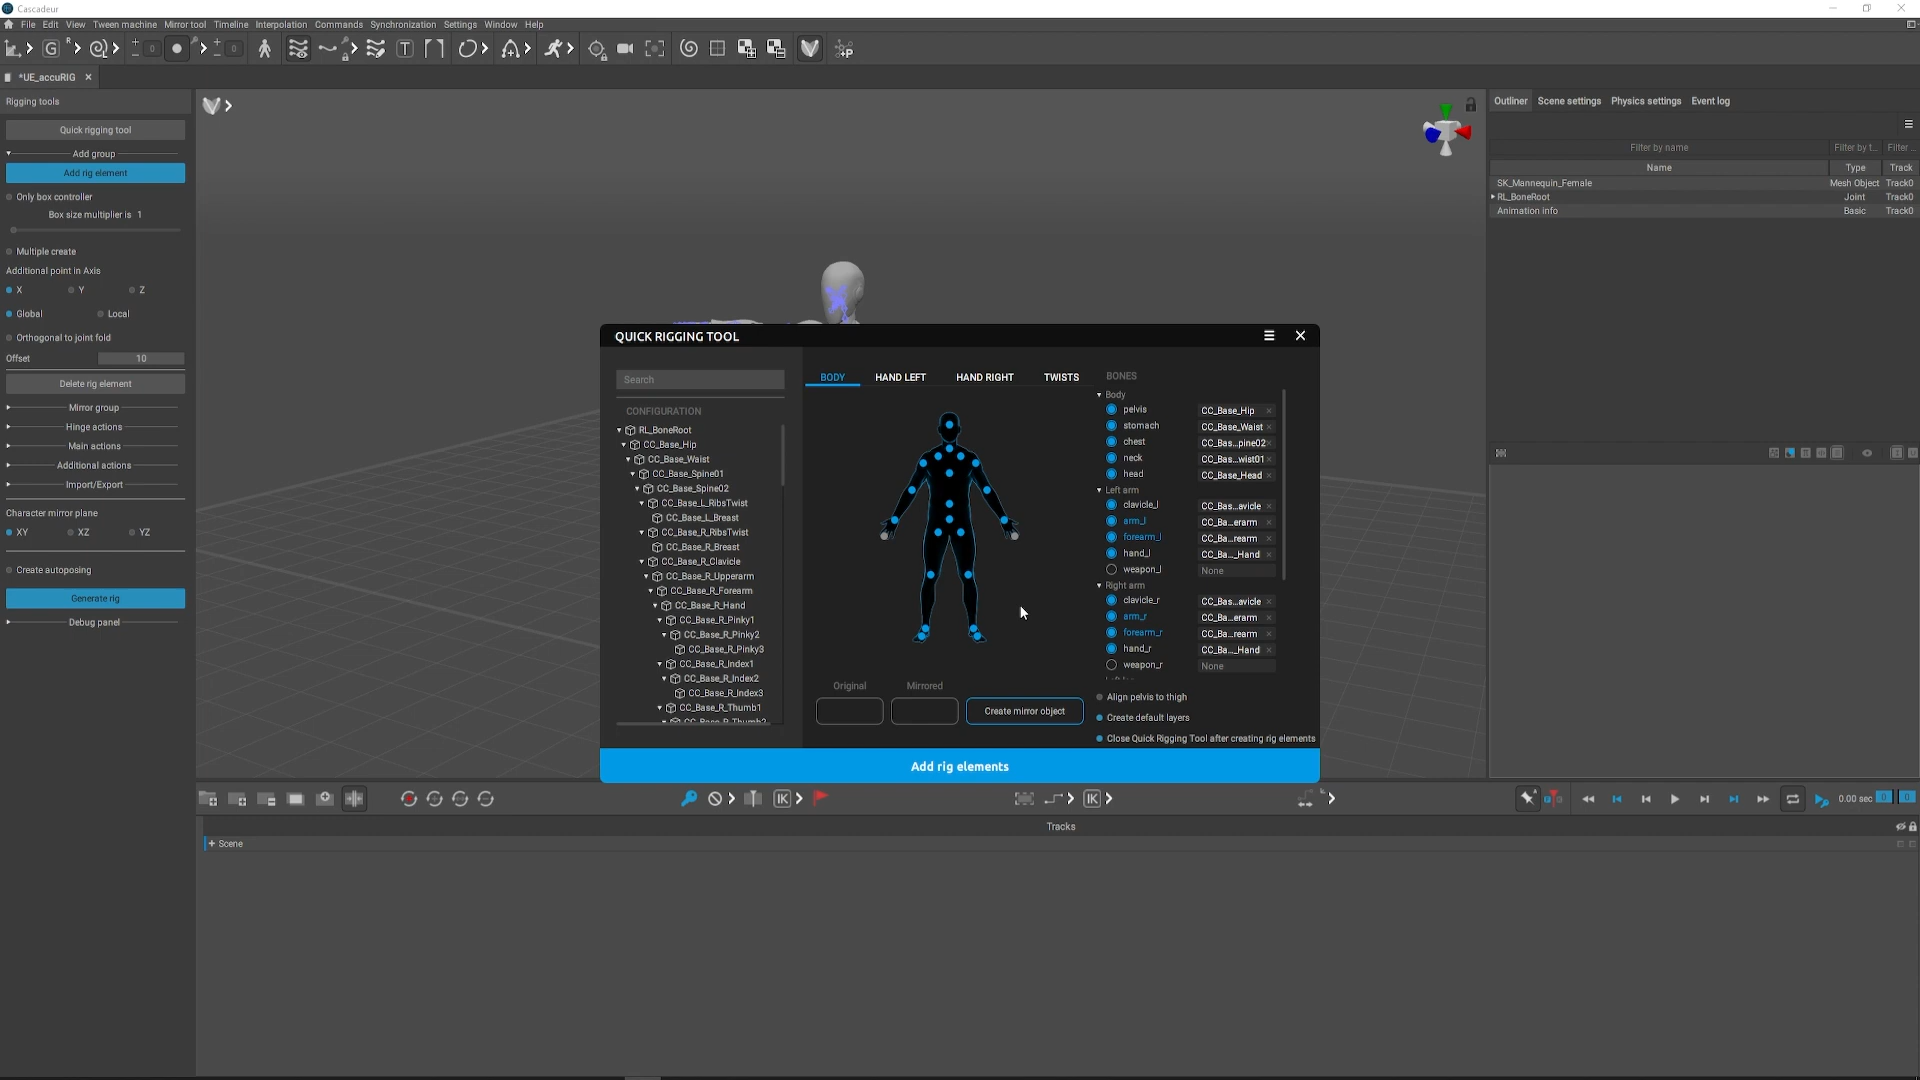 Cascadeur
File Edit View Tween machine Mirror tool Timeline Interpolation Commands Synchronization Settings Window Help
*UE_accuRIG
Rigging tools
Quick rigging tool
Add group
Add rig element
Only box controller
Box size multiplier is 1
Multiple create
Additional point in Axis
X Y Z
Global Local
Orthogonal to joint fold
Offset 10
Delete rig element
Mirror group
Hinge actions
Main actions
Additional actions
Import/Export
Character mirror plane
XY XZ YZ
Create autoposing
Generate rig
Debug panel
QUICK RIGGING TOOL
Search
CONFIGURATION
RL_BoneRoot
CC_Base_Hip
CC_Base_Waist
CC_Base_Spine01
CC_Base_Spine02
CC_Base_L_RibsTwist
CC_Base_L_Breast
CC_Base_R_RibsTwist
CC_Base_R_Breast
CC_Base_R_Clavicle
CC_Base_R_Upperarm
CC_Base_R_Forearm
CC_Base_R_Hand
CC_Base_R_Pinky1
CC_Base_R_Pinky2
CC_Base_R_Pinky3
CC_Base_R_Index1
CC_Base_R_Index2
CC_Base_R_Index3
CC_Base_R_Thumb1
CC_Base_R_Thumb2
BODY HAND LEFT HAND RIGHT TWISTS
Original Mirrored
Create mirror object
BONES
Body
pelvis CC_Base_Hip
stomach CC_Base_Waist
chest CC_Bas...pine02
neck CC_Bas...wist01
head CC_Base_Head
Left arm
clavicle_l CC_Bas...avicle
arm_l CC_Ba...erarm
forearm_l CC_Ba...rearm
hand_l CC_Ba..._Hand
weapon_l None
Right arm
clavicle_r CC_Bas...avicle
arm_r CC_Ba...erarm
forearm_r CC_Ba...rearm
hand_r CC_Ba..._Hand
weapon_r None
Align pelvis to thigh
Create default layers
Close Quick Rigging Tool after creating rig elements
Add rig elements
Outliner Scene settings Physics settings Event log
Filter by name Filter by t... Filter ...
Name Type Track
SK_Mannequin_Female Mesh Object Track0
RL_BoneRoot Joint Track0
Animation info Basic Track0
IK IK
0.00 sec 0 0
Tracks
+ Scene